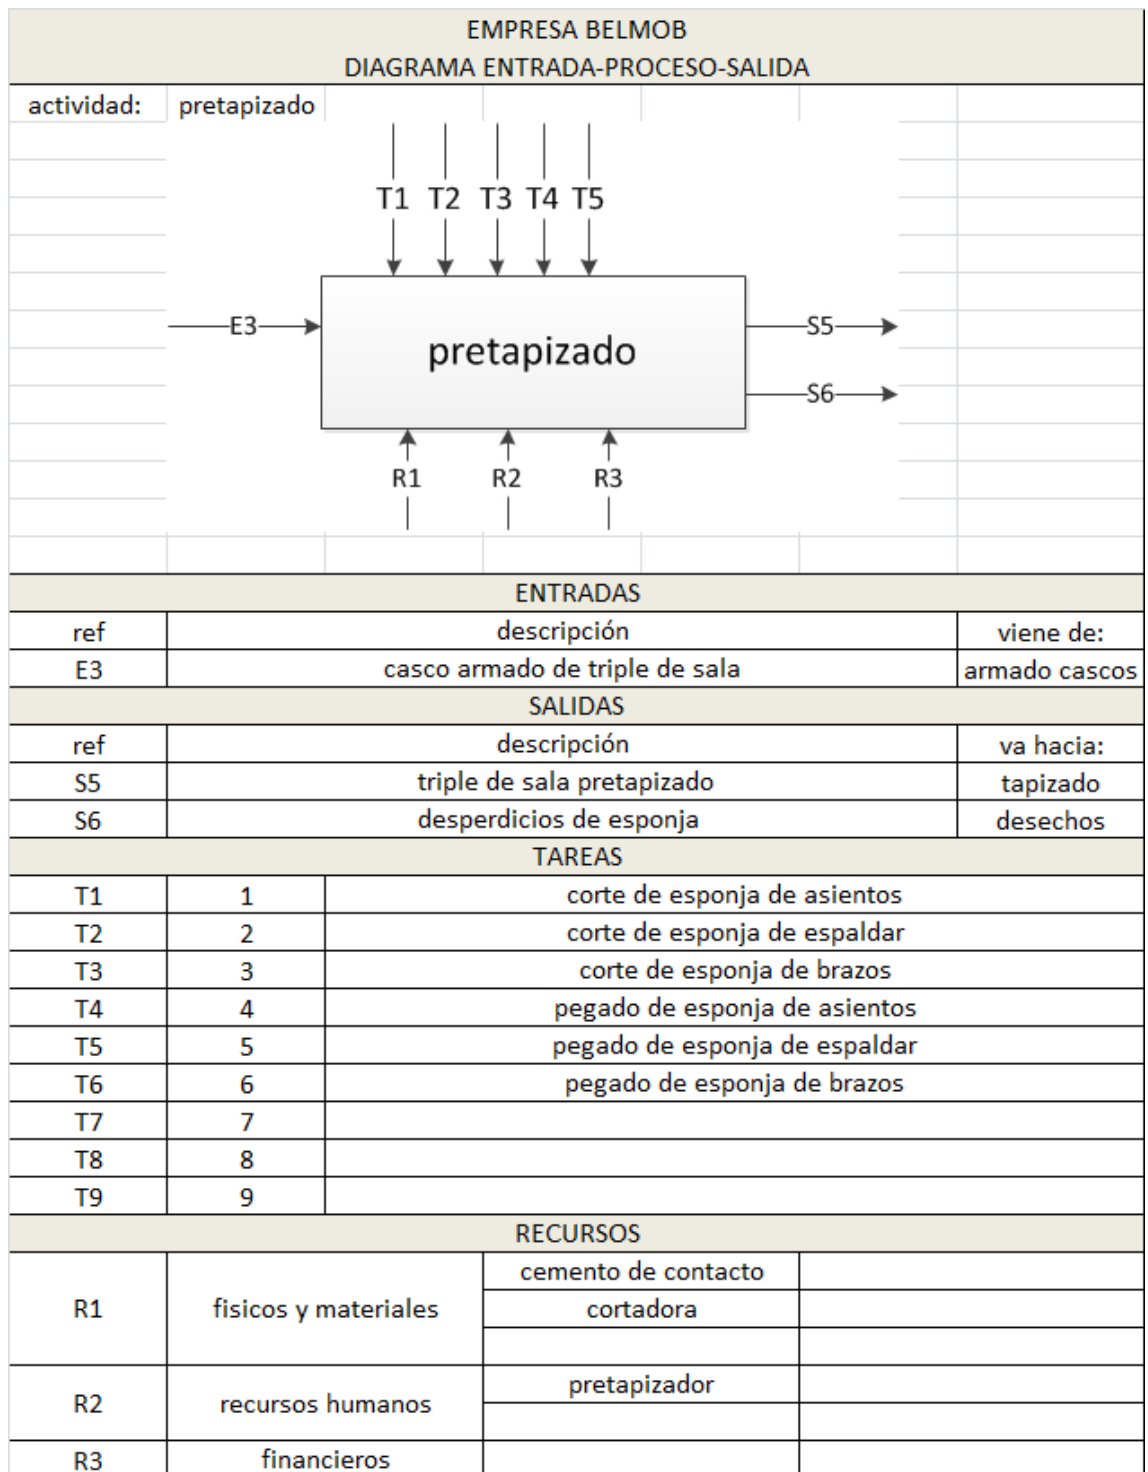 EMPRESA BELMOB
DIAGRAMA ENTRADA-PROCESO-SALIDA
actividad: pretapizado
T1 T2 T3 T4 T5
E3
pretapizado
S5
S6
R1 R2 R3
ENTRADAS
ref descripción viene de:
E3 casco armado de triple de sala armado cascos
SALIDAS
ref descripción va hacia:
S5 triple de sala pretapizado tapizado
S6 desperdicios de esponja desechos
TAREAS
T1 1 corte de esponja de asientos
T2 2 corte de esponja de espaldar
T3 3 corte de esponja de brazos
T4 4 pegado de esponja de asientos
T5 5 pegado de esponja de espaldar
T6 6 pegado de esponja de brazos
T7 7
T8 8
T9 9
RECURSOS
R1 fisicos y materiales cemento de contacto
cortadora
R2 recursos humanos pretapizador
R3 financieros